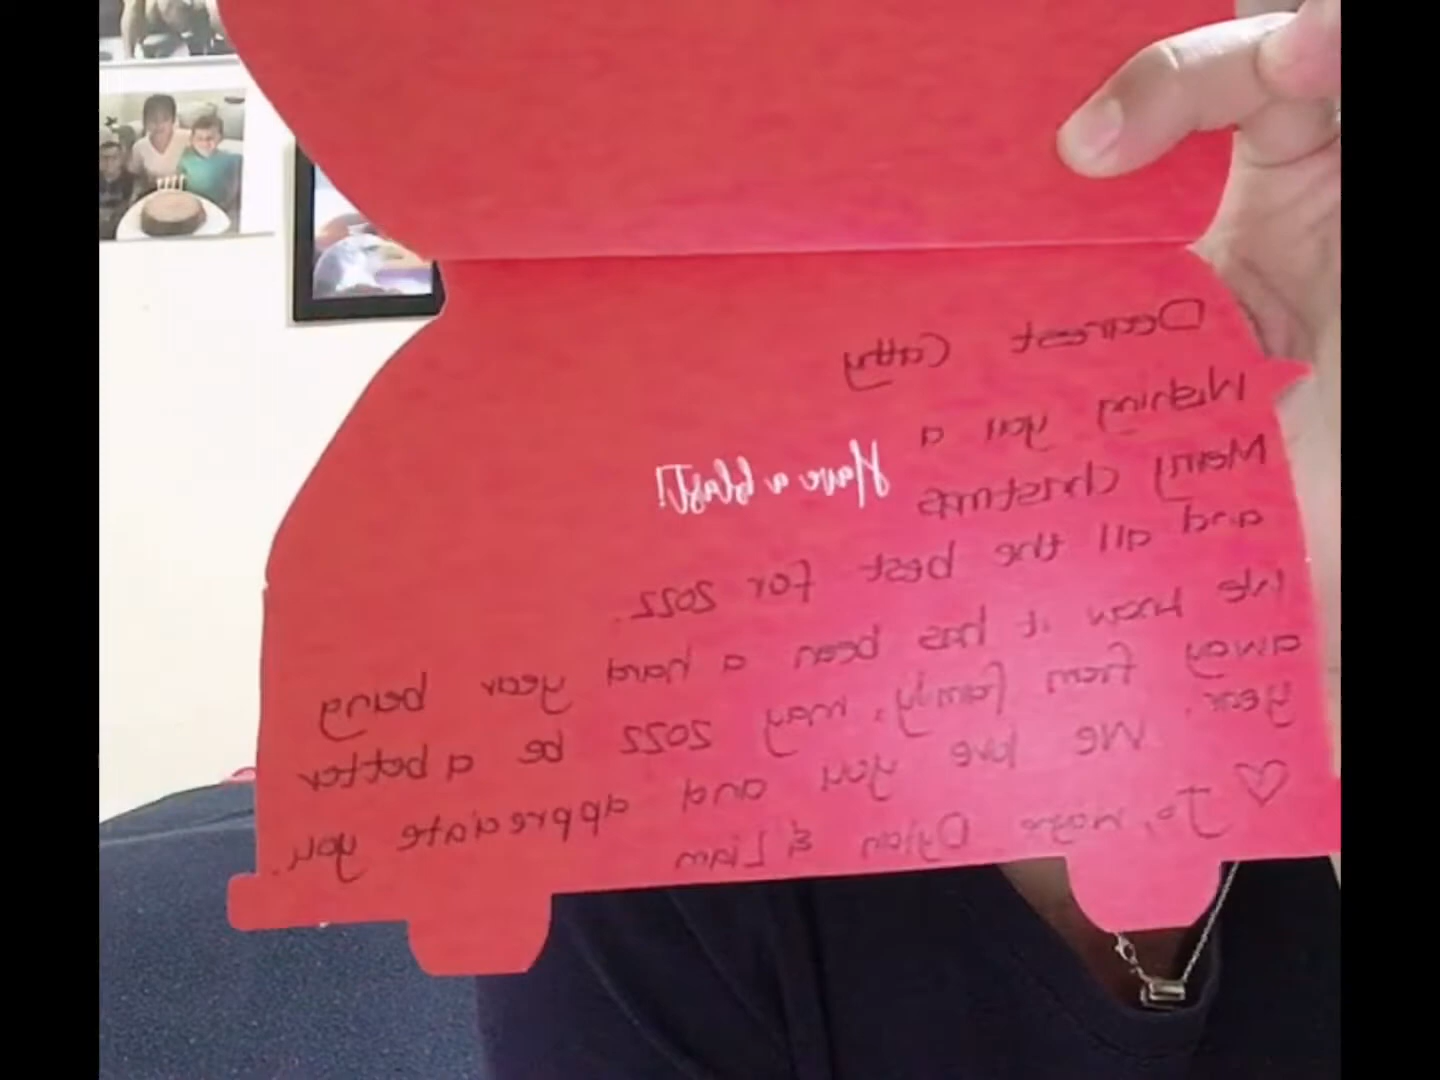 Dearest Cathy
Wishing you a
Merry Christmas
Have a blast!
and all the best for 2022.
We know it has been a hard year being
away from family, may 2022 be a better
year. We love you and appreciate you.
♡ Jo, Dylan & Liam